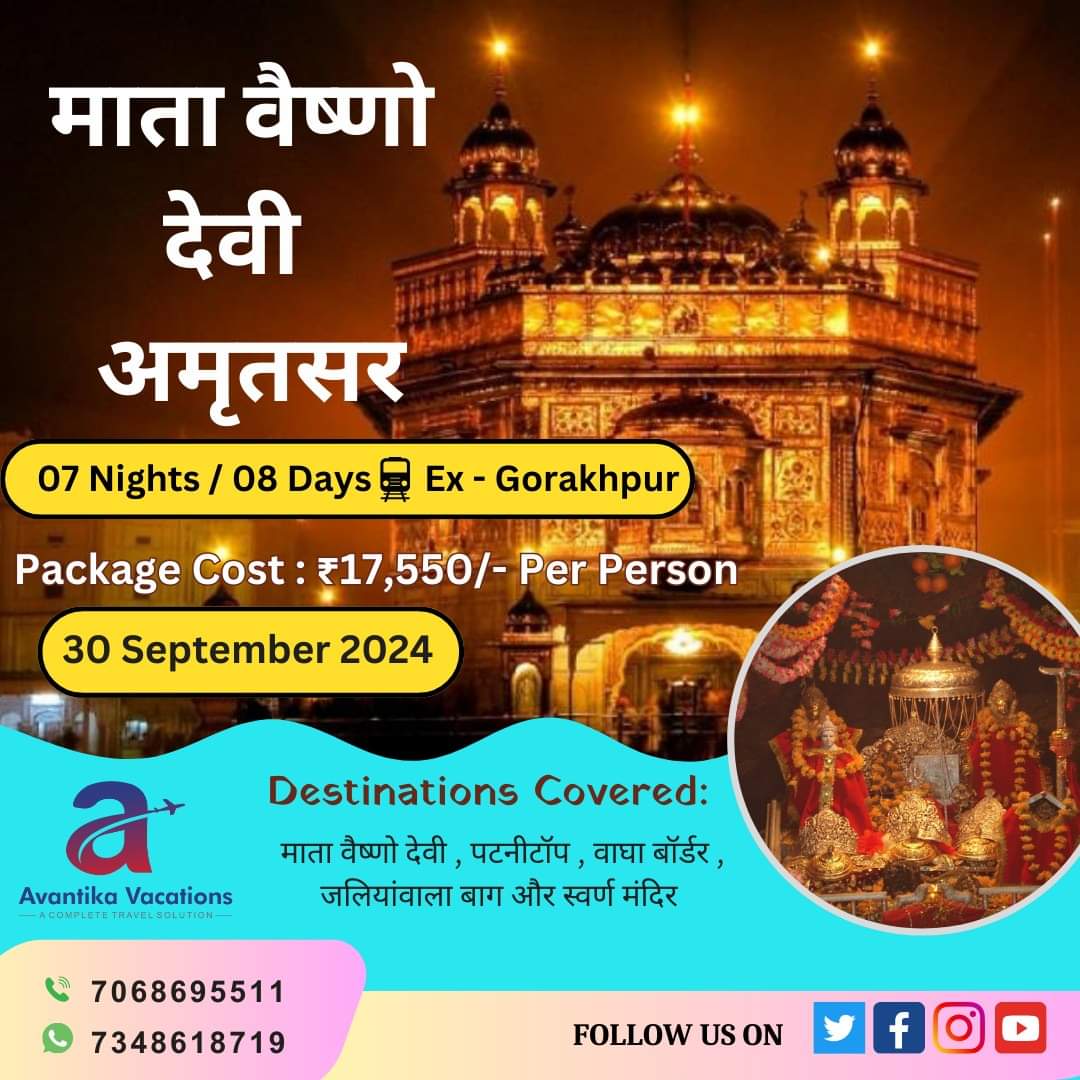 माता वैष्णो
देवी
अमृतसर
07 Nights / 08 Days Ex - Gorakhpur
Package Cost : ₹17,550/- Per Person
30 September 2024
Destinations Covered:
माता वैष्णो देवी , पटनीटॉप , वाघा बॉर्डर ,
जलियांवाला बाग और स्वर्ण मंदिर
a
Avantika Vacations
A COMPLETE TRAVEL SOLUTION
7068695511
7348618719
FOLLOW US ON